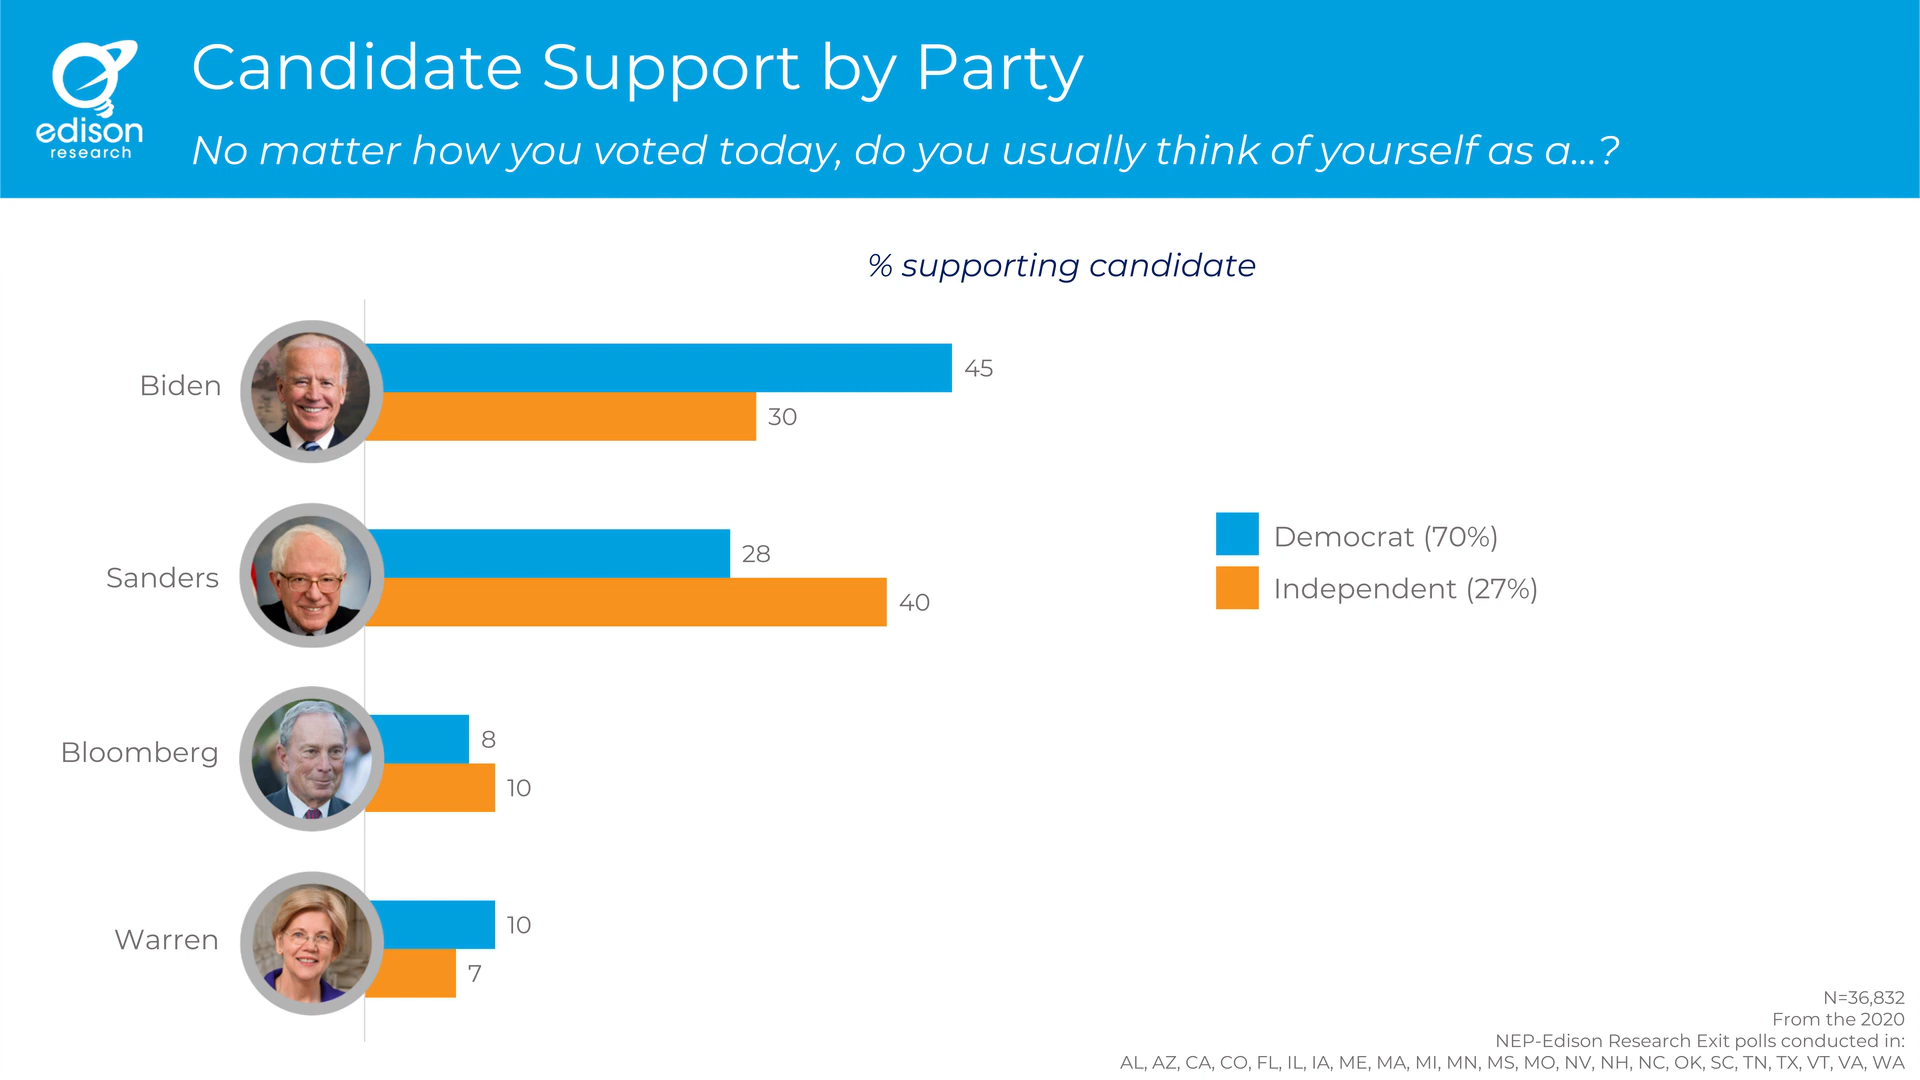 edison
research
Candidate Support by Party
No matter how you voted today, do you usually think of yourself as a...?
% supporting candidate
Biden
45
30
Sanders
28
40
Democrat (70%)
Independent (27%)
Bloomberg
8
10
Warren
10
7
N=36,832
From the 2020
NEP-Edison Research Exit polls conducted in:
AL, AZ, CA, CO, FL, IL, IA, ME, MA, MI, MN, MS, MO, NV, NH, NC, OK, SC, TN, TX, VT, VA, WA